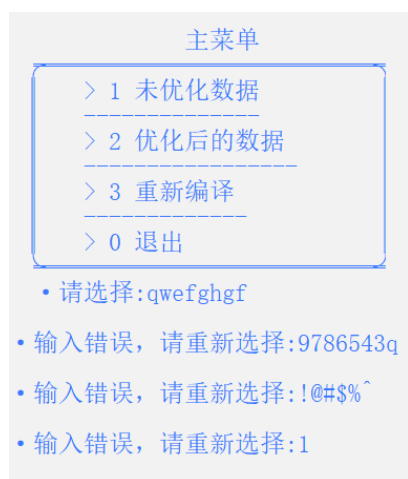 主菜单
> 1 未优化数据
> 2 优化后的数据
> 3 重新编译
> 0 退出
•请选择:qwefghgf
•输入错误，请重新选择:9786543q
•输入错误，请重新选择:!@#$%^
•输入错误，请重新选择:1